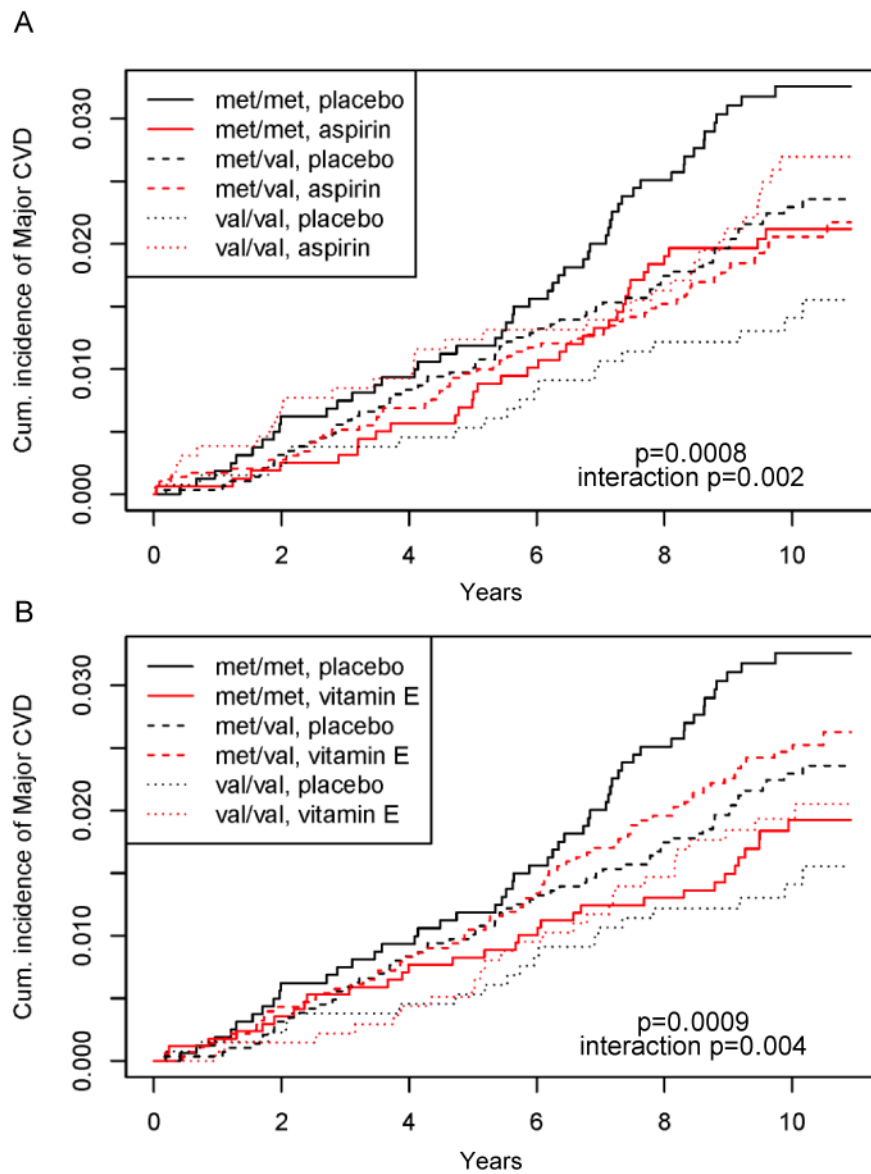 A
Cum. incidence of Major CVD
0.030
0.020
0.010
0.000
met/met, placebo
met/met, aspirin
met/val, placebo
met/val, aspirin
val/val, placebo
val/val, aspirin
p=0.0008
interaction p=0.002
0 2 4 6 8 10
Years
B
Cum. incidence of Major CVD
0.030
0.020
0.010
0.000
met/met, placebo
met/met, vitamin E
met/val, placebo
met/val, vitamin E
val/val, placebo
val/val, vitamin E
p=0.0009
interaction p=0.004
0 2 4 6 8 10
Years